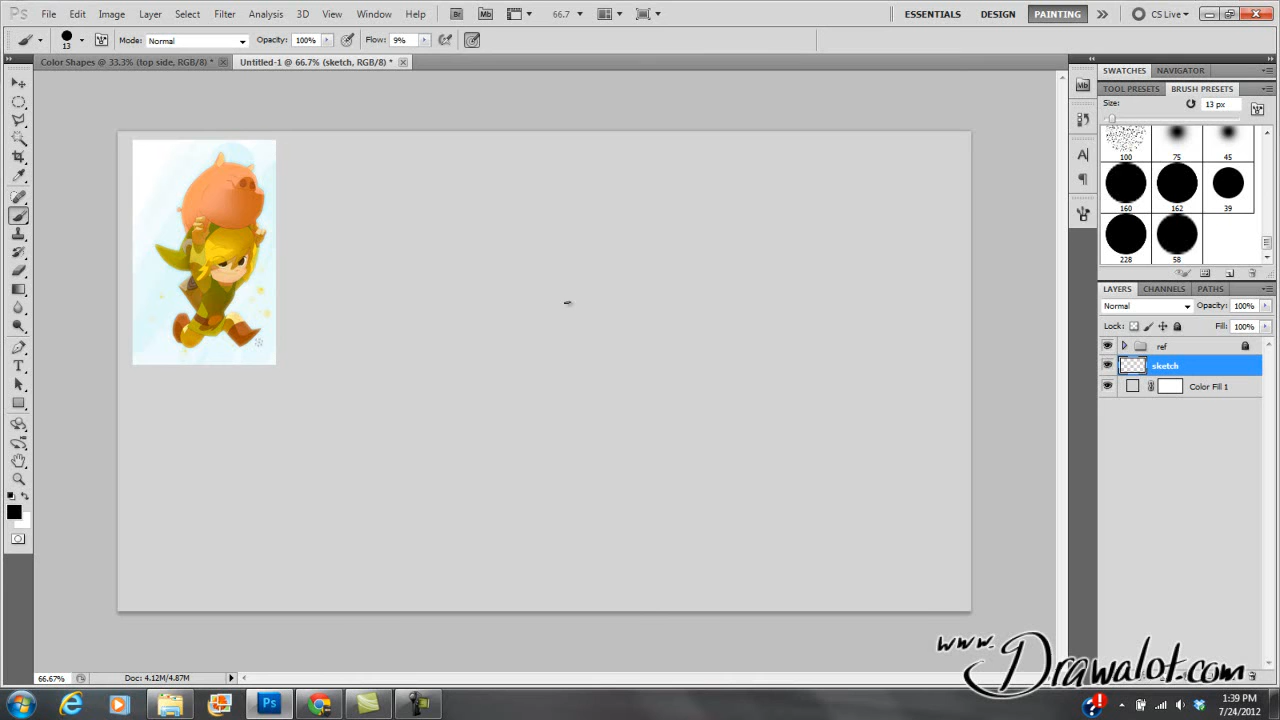 Ps File Edit Image Layer Select Filter Analysis 3D View Window Help Br Mb 66.7 ESSENTIALS DESIGN PAINTING CS Live
13 Mode: Normal Opacity: 100% Flow: 9%
Color Shapes @ 33.3% (top side, RGB/8) * Untitled-1 @ 66.7% (sketch, RGB/8) *
SWATCHES NAVIGATOR
TOOL PRESETS BRUSH PRESETS
Size: 13 px
Mb
100 75 45
160 162 39
228 58
LAYERS CHANNELS PATHS
Normal Opacity: 100%
Lock: Fill: 100%
ref
sketch
Color Fill 1
www.
Drawalot.com
66.67% Doc: 4.12M/4.87M
Ps
1:39 PM
7/24/2012